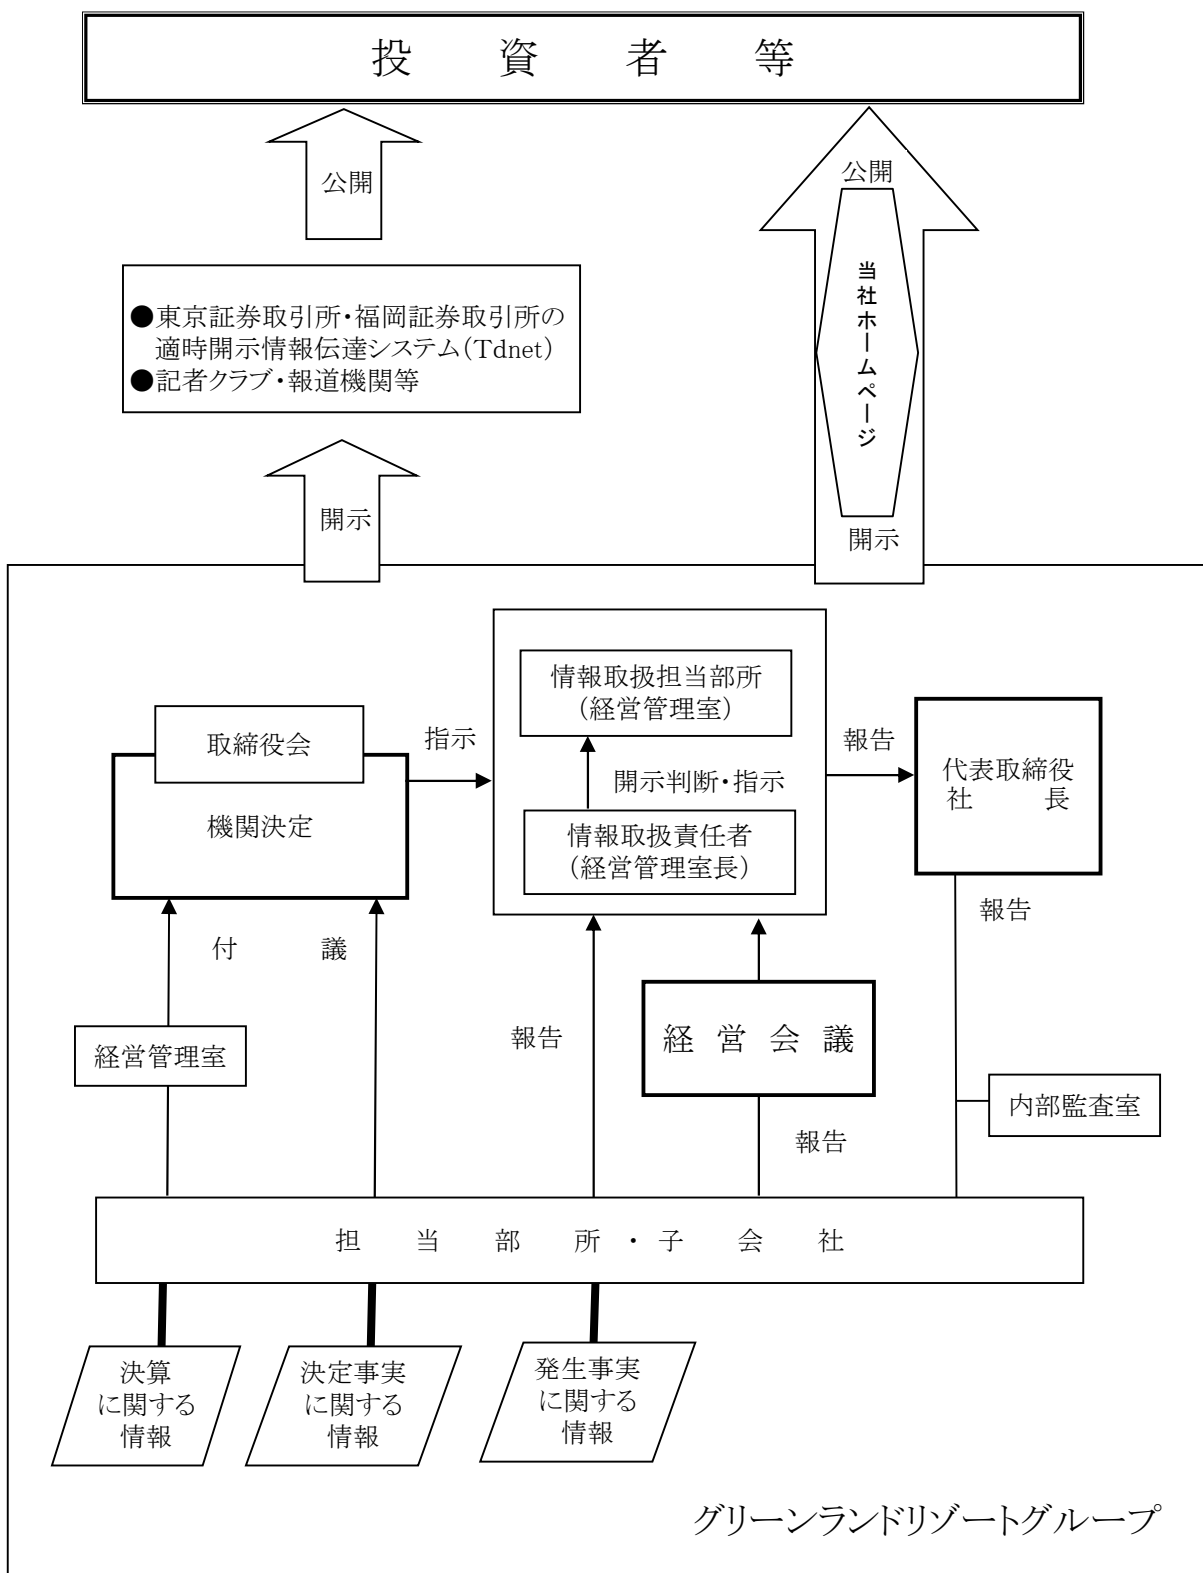 投資者等
公開
公開
●東京証券取引所・福岡証券取引所の
適時開示情報伝達システム(Tdnet)
●記者クラブ・報道機関等
当社ホームページ
開示
開示
情報取扱担当部所
(経営管理室)
取締役会
指示
報告
開示判断・指示
代表取締役
社長
機関決定
情報取扱責任者
(経営管理室長)
報告
付議
経営管理室
報告
経営会議
内部監査室
報告
担当部所・子会社
決算
に関する
情報
決定事実
に関する
情報
発生事実
に関する
情報
グリーンランドリゾートグループ